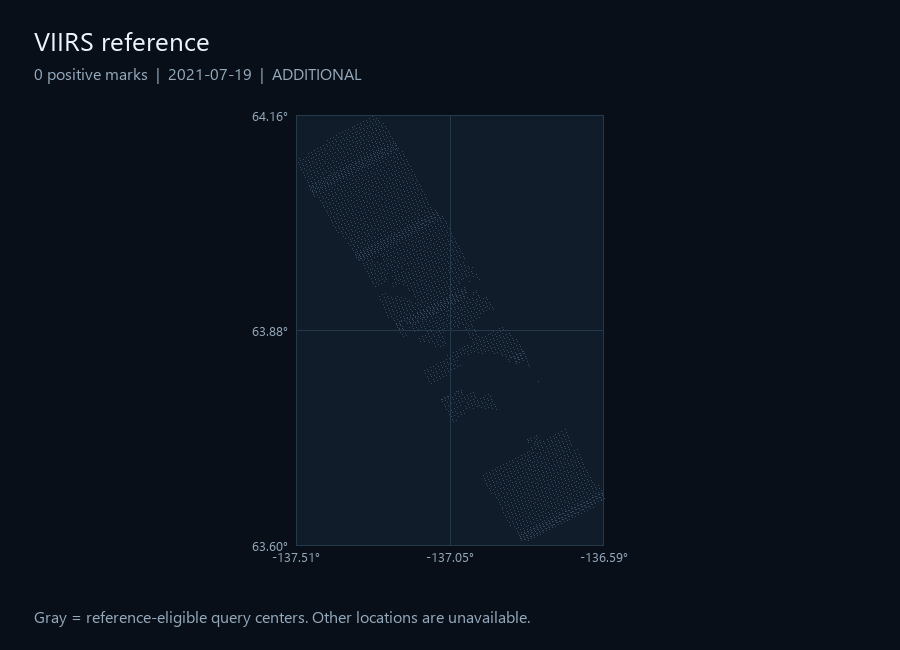 VIIRS reference
0 positive marks | 2021-07-19 | ADDITIONAL
64.16°
63.88°
63.60°
-137.51° -137.05° -136.59°
Gray = reference-eligible query centers. Other locations are unavailable.